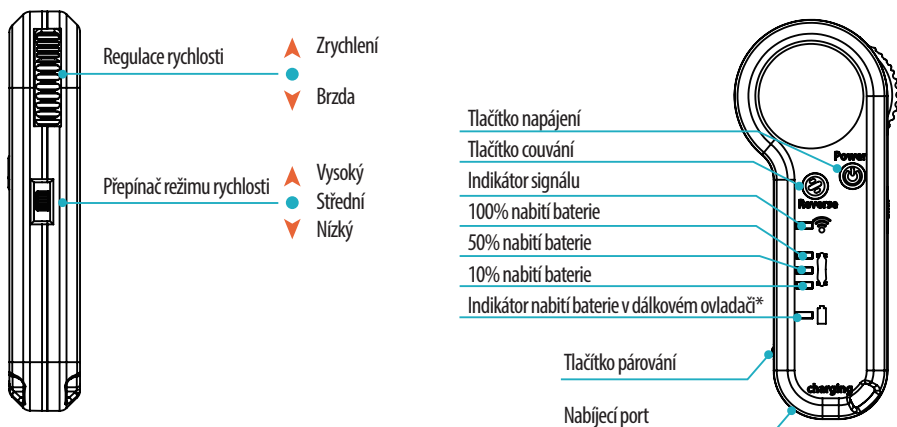 Regulace rychlosti
Zrychlení
Brzda
Přepínač režimu rychlosti
Vysoký
Střední
Nízký
Tlačítko napájení
Tlačítko couvání
Indikátor signálu
100% nabití baterie
50% nabití baterie
10% nabití baterie
Indikátor nabití baterie v dálkovém ovladači*
Tlačítko párování
Nabíjecí port
Power
Reverse
charging